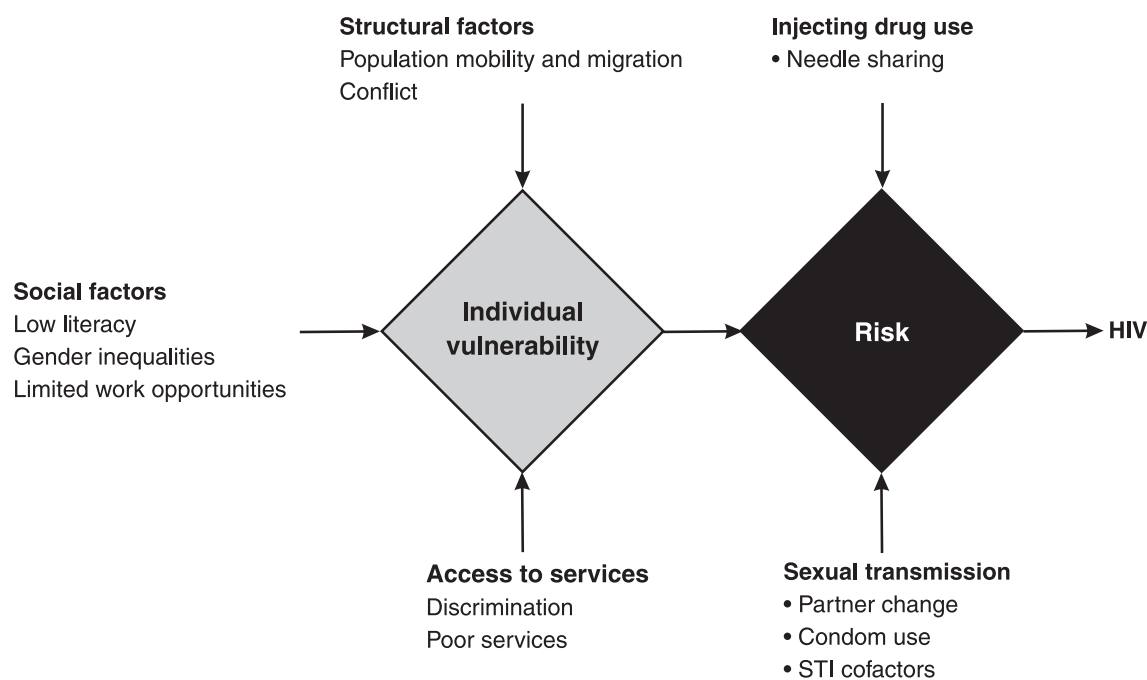 Structural factors
Population mobility and migration
Conflict
Injecting drug use
• Needle sharing
Social factors
Low literacy
Gender inequalities
Limited work opportunities
Individual
vulnerability
Risk
HIV
Access to services
Discrimination
Poor services
Sexual transmission
• Partner change
• Condom use
• STI cofactors